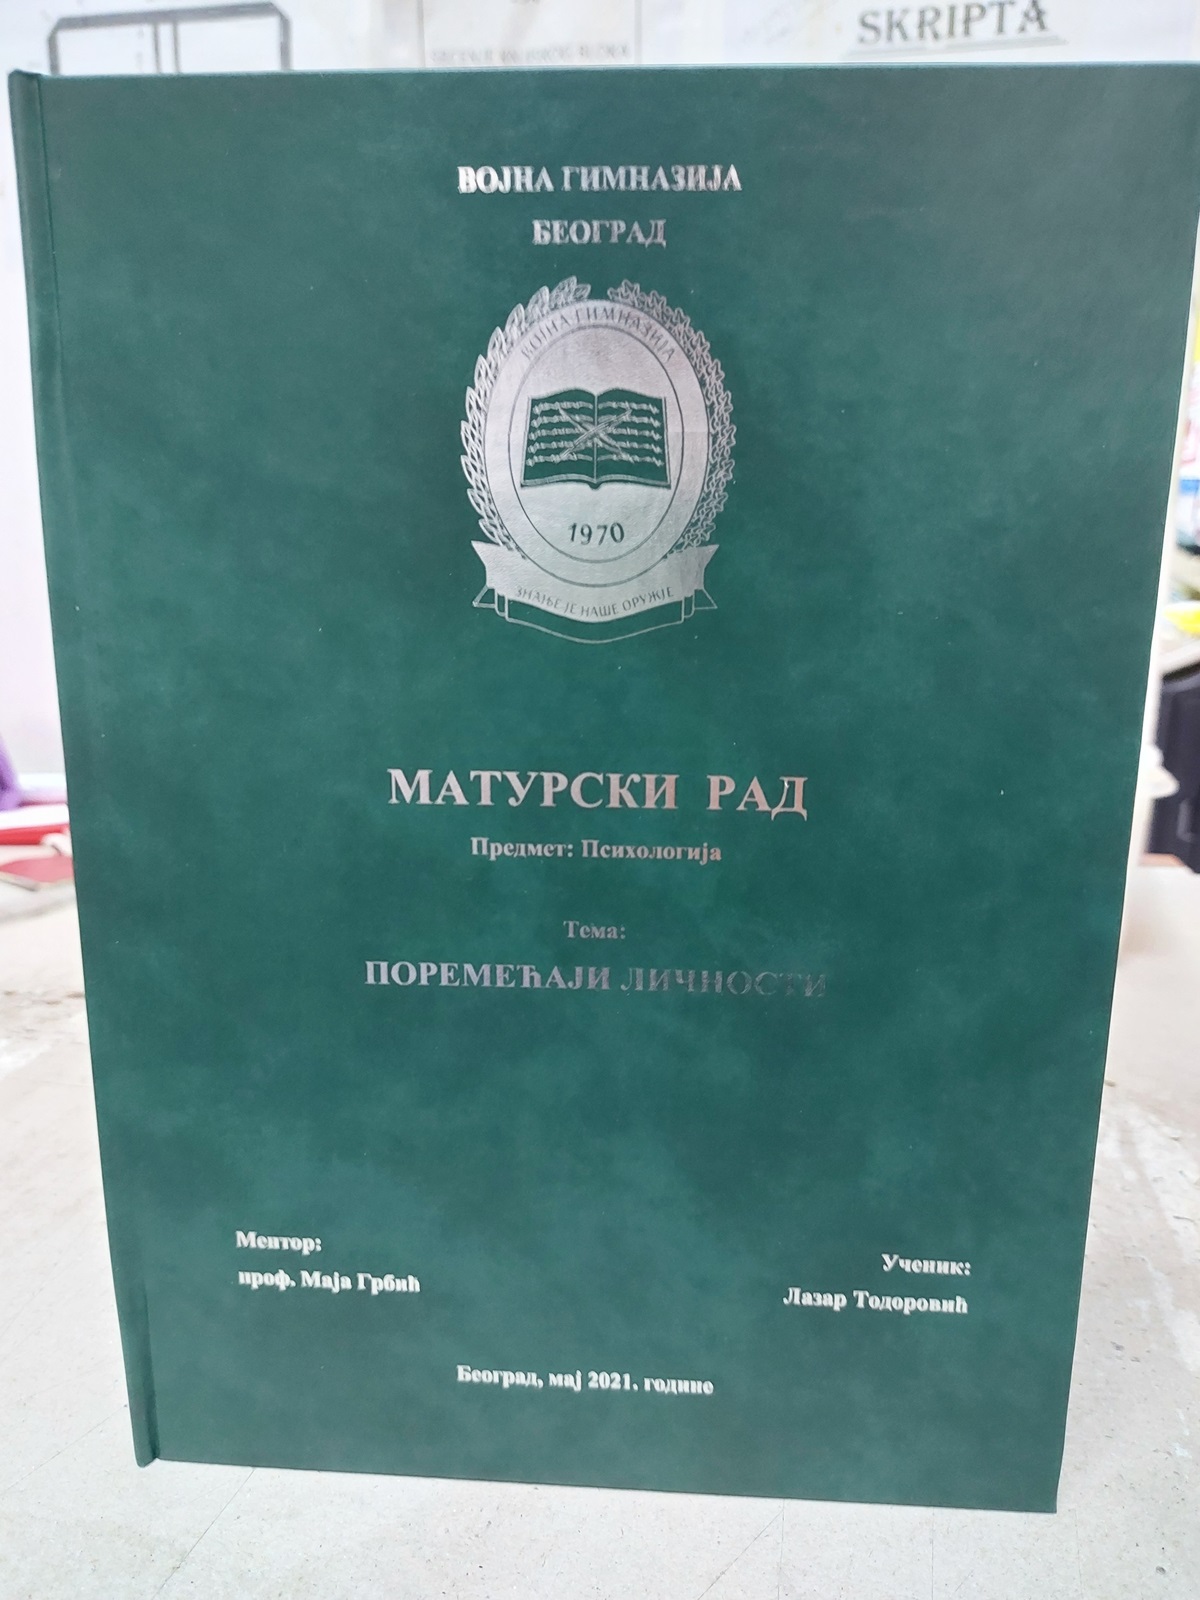 SKRIPTA
ВОЈНА ГИМНАЗИЈА
БЕОГРАД
ВОЈНА ГИМНАЗИЈА
1970
ЗНАЊЕ ЈЕ НАШЕ ОРУЖЈЕ
МАТУРСКИ РАД
Предмет: Психологија
Тема:
ПОРЕМЕЋАЈИ ЛИЧНОСТИ
Ментор:
проф. Маја Грбић
Ученик:
Лазар Тодоровић
Београд, мај 2021. године